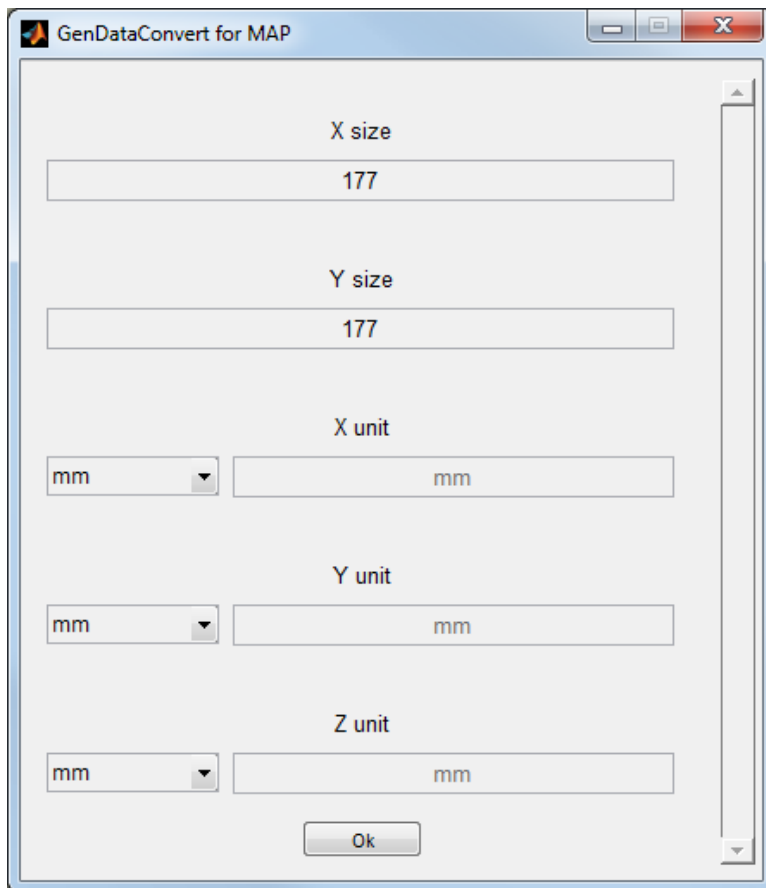 GenDataConvert for MAP
X size
177
Y size
177
X unit
mm mm
Y unit
mm mm
Z unit
mm mm
Ok